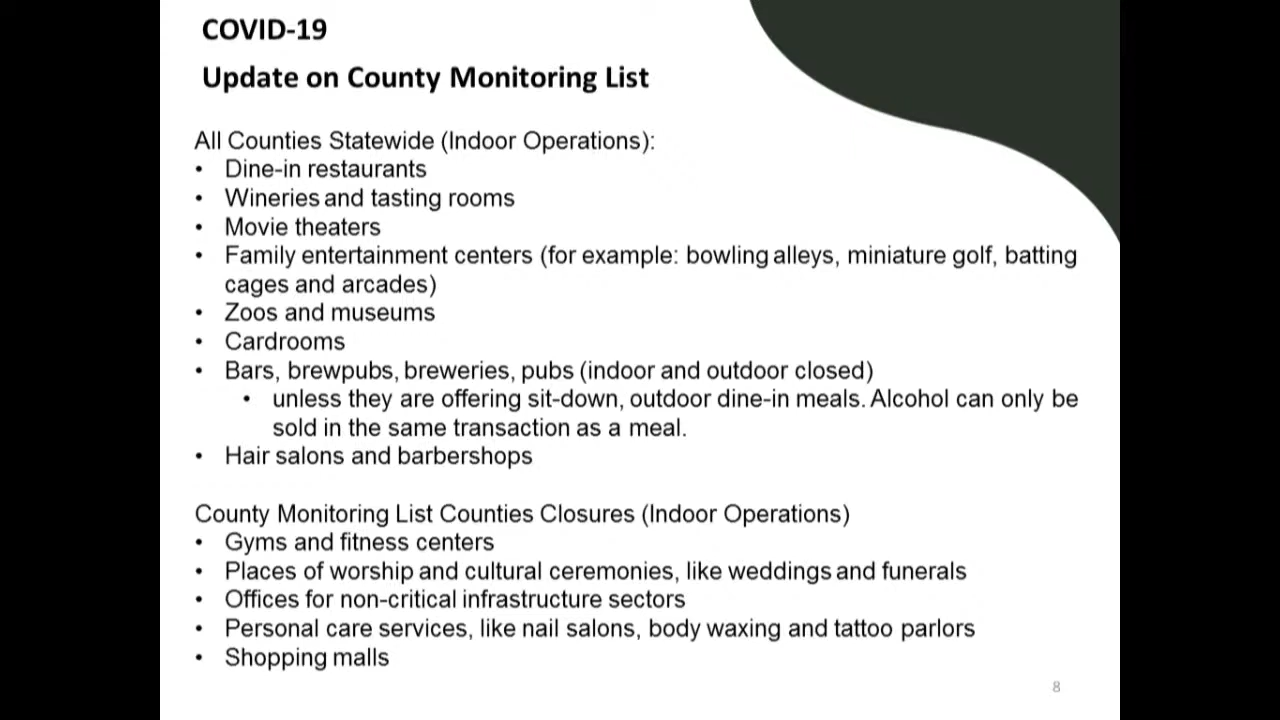 COVID-19
Update on County Monitoring List
All Counties Statewide (Indoor Operations):
• Dine-in restaurants
• Wineries and tasting rooms
• Movie theaters
• Family entertainment centers (for example: bowling alleys, miniature golf, batting
cages and arcades)
• Zoos and museums
• Cardrooms
• Bars, brewpubs, breweries, pubs (indoor and outdoor closed)
• unless they are offering sit-down, outdoor dine-in meals. Alcohol can only be
sold in the same transaction as a meal.
• Hair salons and barbershops
County Monitoring List Counties Closures (Indoor Operations)
• Gyms and fitness centers
• Places of worship and cultural ceremonies, like weddings and funerals
• Offices for non-critical infrastructure sectors
• Personal care services, like nail salons, body waxing and tattoo parlors
• Shopping malls
8